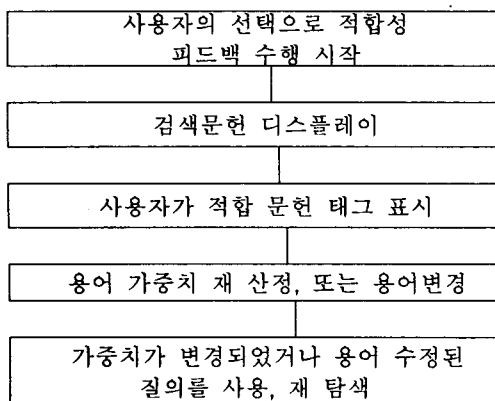 사용자의 선택으로 적합성
피드백 수행 시작
검색문헌 디스플레이
사용자가 적합 문헌 태그 표시
용어 가중치 재 산정, 또는 용어변경
가중치가 변경되었거나 용어 수정된
질의를 사용, 재 탐색